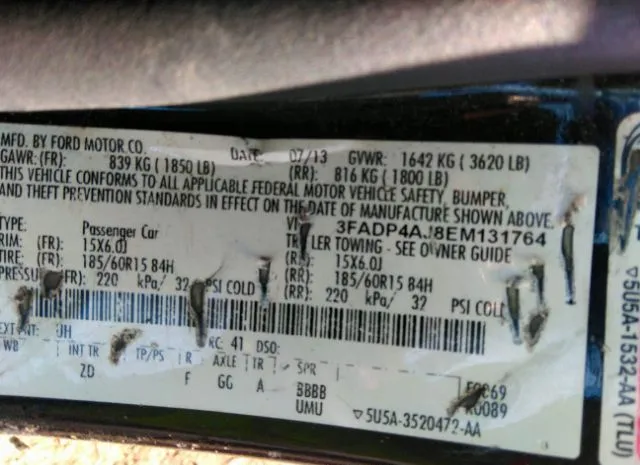 MFD. BY FORD MOTOR CO.
DATE: 07/13 GVWR: 1642 KG ( 3620 LB)
GAWR: (FR): 839 KG ( 1850 LB) (RR): 816 KG ( 1800 LB)
THIS VEHICLE CONFORMS TO ALL APPLICABLE FEDERAL MOTOR VEHICLE SAFETY, BUMPER,
AND THEFT PREVENTION STANDARDS IN EFFECT ON THE DATE OF MANUFACTURE SHOWN ABOVE.
3FADP4AJ8EM131764
TYPE: Passenger Car TOWING - SEE OWNER GUIDE
RIM: (FR): 15X6.0J (RR): 15X6.0J
TIRE: (FR): 185/60R15 84H (RR): 185/60R15 84H
PRESSURE: (FR): 220 kPa/ 32 PSI COLD (RR): 220 kPa/ 32 PSI COLD
EXT PNT: JH RC: 41 DSO:
WB INT TR TP/PS R AXLE TR SPR
ZD F GG A BBBB
UMU
▽5U5A-3520472-AA
▽5U5A-1532-AA (TLU)